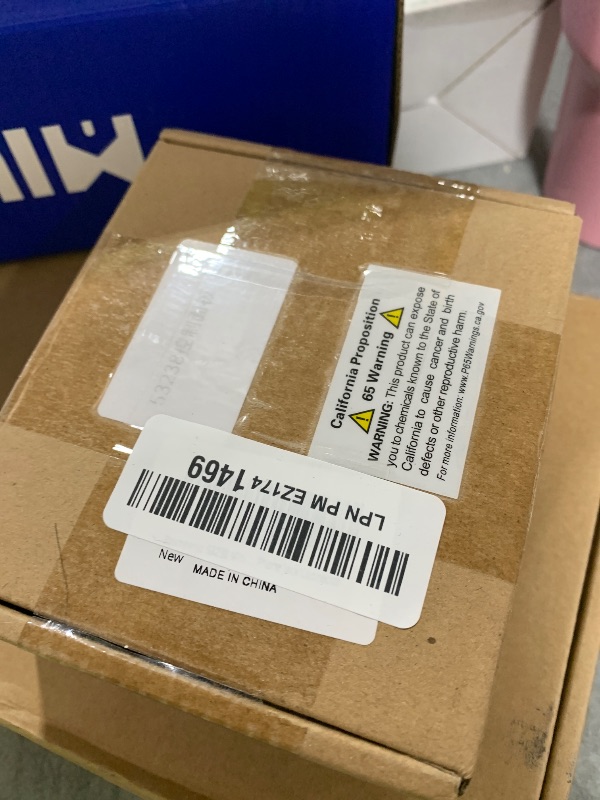 California Proposition
65 Warning
WARNING: This product can expose
you to chemicals known to the State of
California to cause cancer and birth
defects or other reproductive harm.
For more information: www.P65Warnings.ca.gov
LPN PM EZ174 1469
New
MADE IN CHINA